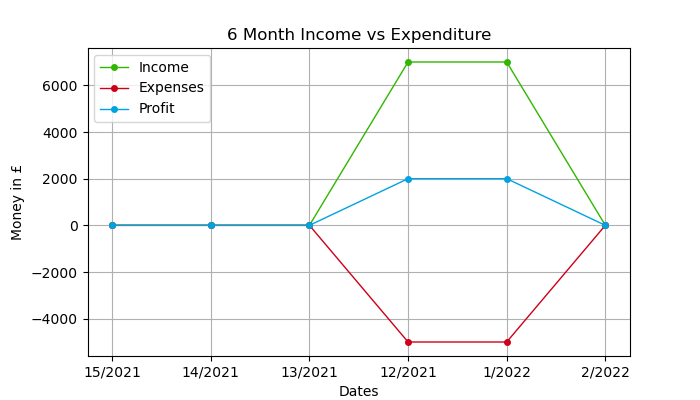 6 Month Income vs Expenditure
Income
Expenses
Profit
6000
4000
2000
0
−2000
−4000
Money in £
15/2021 14/2021 13/2021 12/2021 1/2022 2/2022
Dates